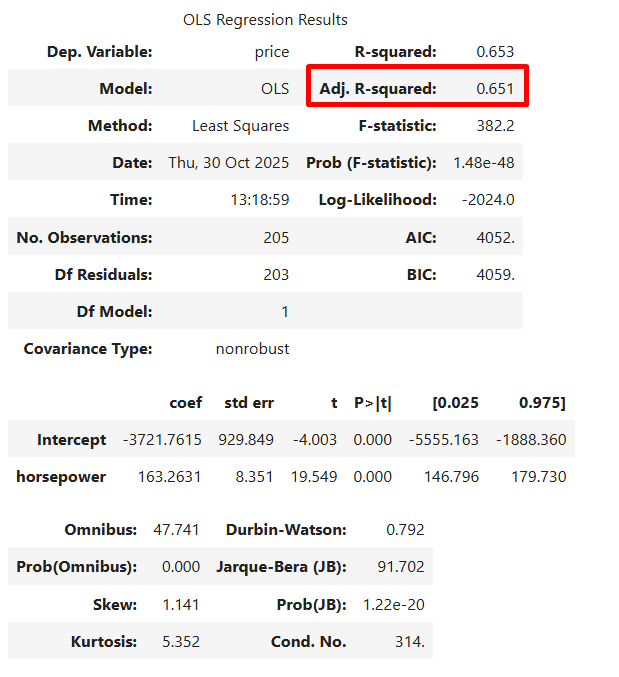 OLS Regression Results
Dep. Variable: price R-squared: 0.653
Model: OLS Adj. R-squared: 0.651
Method: Least Squares F-statistic: 382.2
Date: Thu, 30 Oct 2025 Prob (F-statistic): 1.48e-48
Time: 13:18:59 Log-Likelihood: -2024.0
No. Observations: 205 AIC: 4052.
Df Residuals: 203 BIC: 4059.
Df Model: 1
Covariance Type: nonrobust
coef std err t P>|t| [0.025 0.975]
Intercept -3721.7615 929.849 -4.003 0.000 -5555.163 -1888.360
horsepower 163.2631 8.351 19.549 0.000 146.796 179.730
Omnibus: 47.741 Durbin-Watson: 0.792
Prob(Omnibus): 0.000 Jarque-Bera (JB): 91.702
Skew: 1.141 Prob(JB): 1.22e-20
Kurtosis: 5.352 Cond. No. 314.